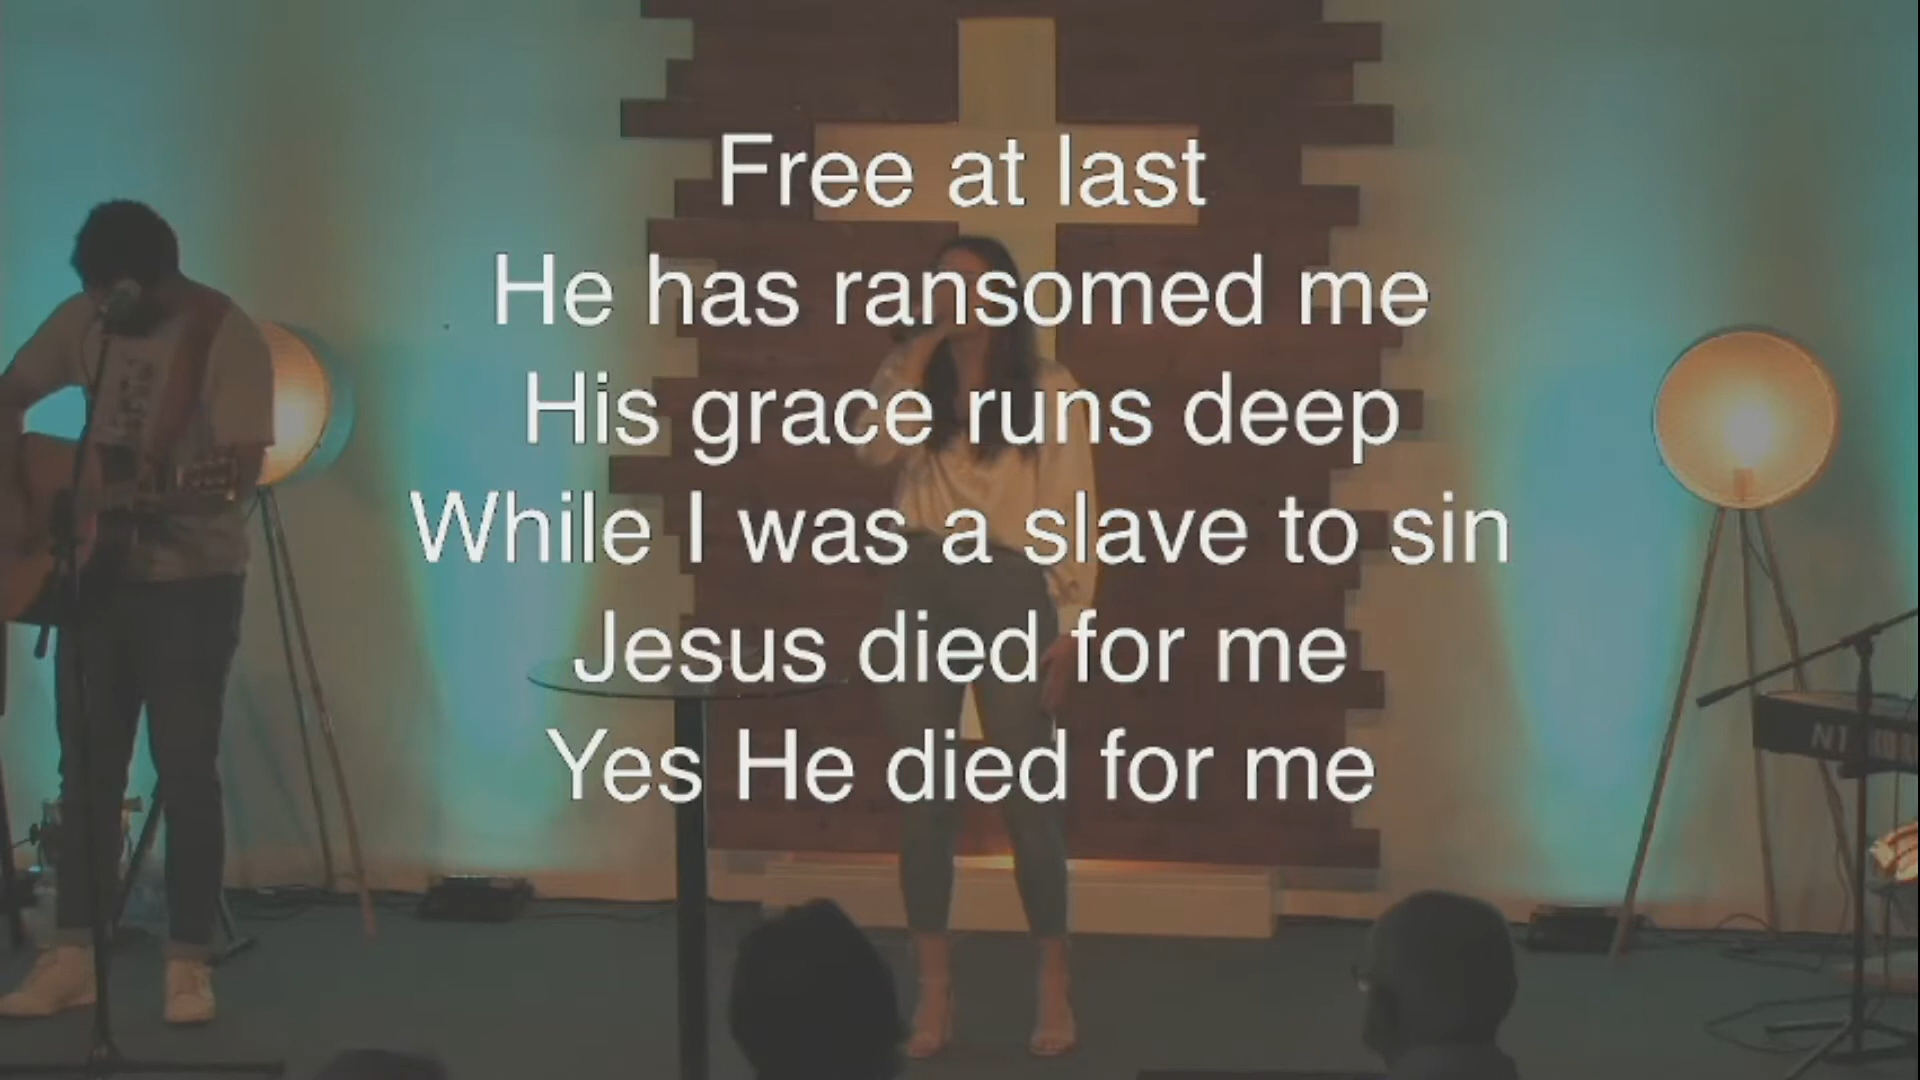 Free at last
He has ransomed me
His grace runs deep
While I was a slave to sin
Jesus died for me
Yes He died for me